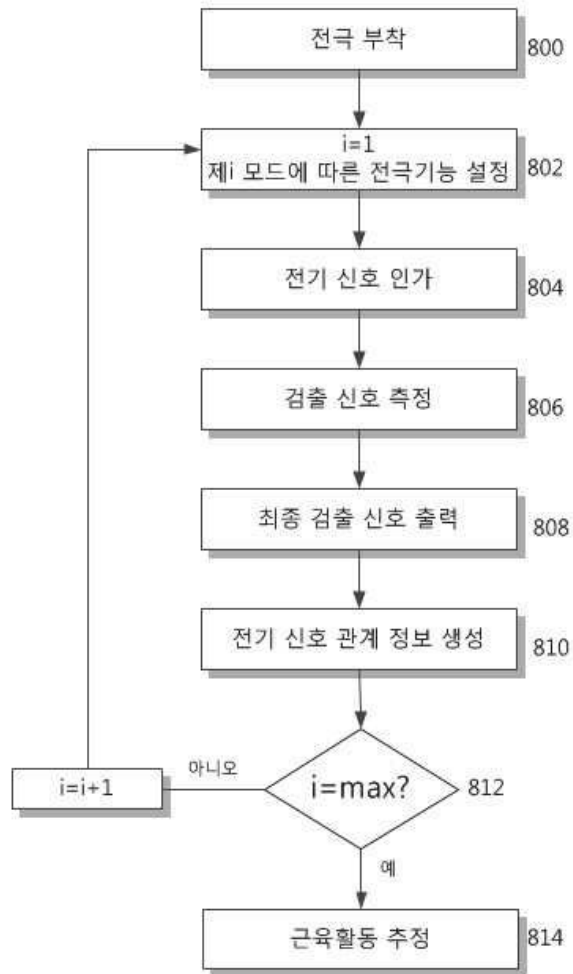 전극 부착
800
i=1
제i 모드에 따른 전극기능 설정
802
전기 신호 인가
804
검출 신호 측정
806
최종 검출 신호 출력
808
전기 신호 관계 정보 생성
810
i=max?
812
아니오
i=i+1
예
근육활동 추정
814